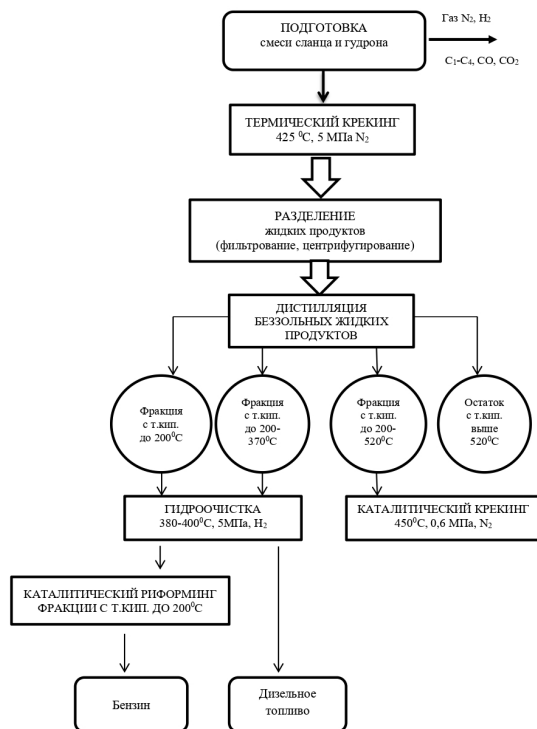 ПОДГОТОВКА
смеси сланца и гудрона
Газ N₂, H₂
C₁-C₄, CO, CO₂
ТЕРМИЧЕСКИЙ КРЕКИНГ
425 ⁰C, 5 МПа N₂
РАЗДЕЛЕНИЕ
жидких продуктов
(фильтрование, центрифугирование)
ДИСТИЛЛЯЦИЯ
БЕЗЗОЛЬНЫХ ЖИДКИХ
ПРОДУКТОВ
Фракция
с т.кип.
до 200⁰С
Фракция
с т.кип.
до 200-
370⁰С
Фракция
с т.кип.
до 200-
520⁰С
Остаток
с т.кип.
выше
520⁰С
ГИДРООЧИСТКА
380-400⁰С, 5МПа, H₂
КАТАЛИТИЧЕСКИЙ КРЕКИНГ
450⁰С, 0,6 МПа, N₂
КАТАЛИТИЧЕСКИЙ РИФОРМИНГ
ФРАКЦИИ С Т.КИП. ДО 200⁰С
Бензин
Дизельное
топливо